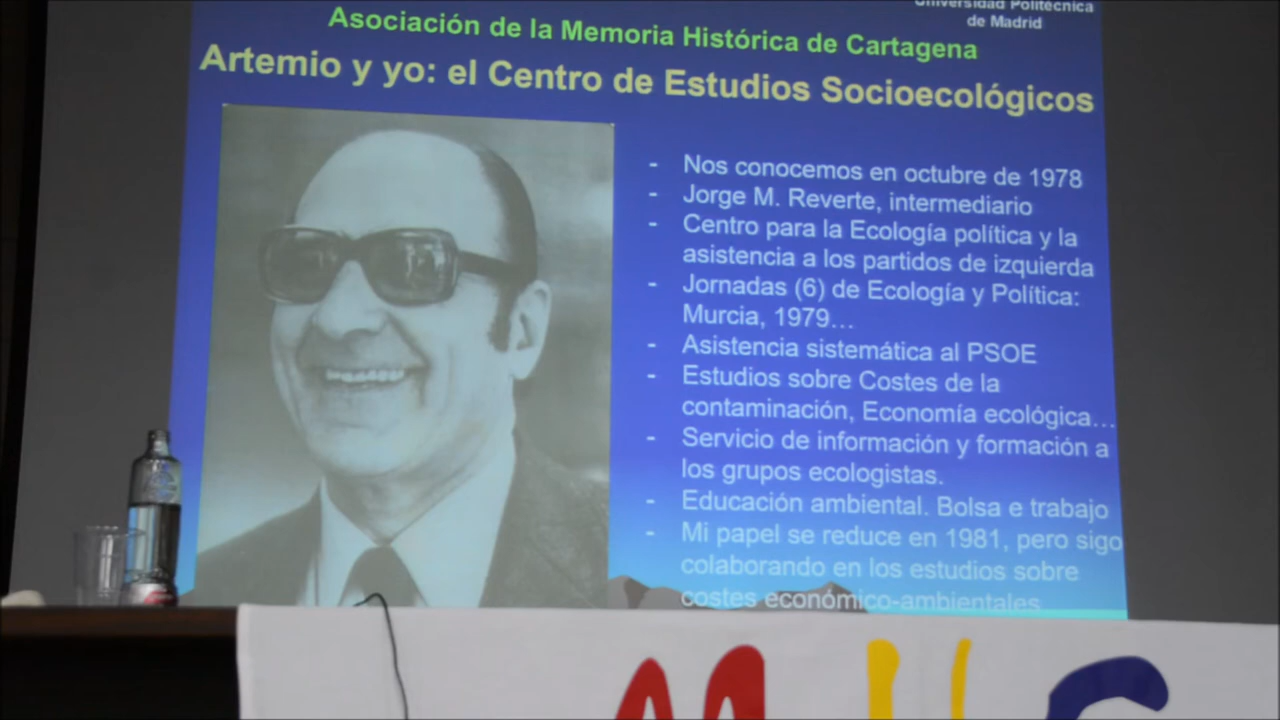 Universidad Politécnica
de Madrid
Asociación de la Memoria Histórica de Cartagena
Artemio y yo: el Centro de Estudios Socioecológicos
- Nos conocemos en octubre de 1978
- Jorge M. Reverte, intermediario
- Centro para la Ecología política y la
asistencia a los partidos de izquierda
- Jornadas (6) de Ecología y Política:
Murcia, 1979…
- Asistencia sistemática al PSOE
- Estudios sobre Costes de la
contaminación, Economía ecológica…
- Servicio de información y formación a
los grupos ecologistas.
- Educación ambiental. Bolsa e trabajo
- Mi papel se reduce en 1981, pero sigo
colaborando en los estudios sobre
costes económico-ambientales